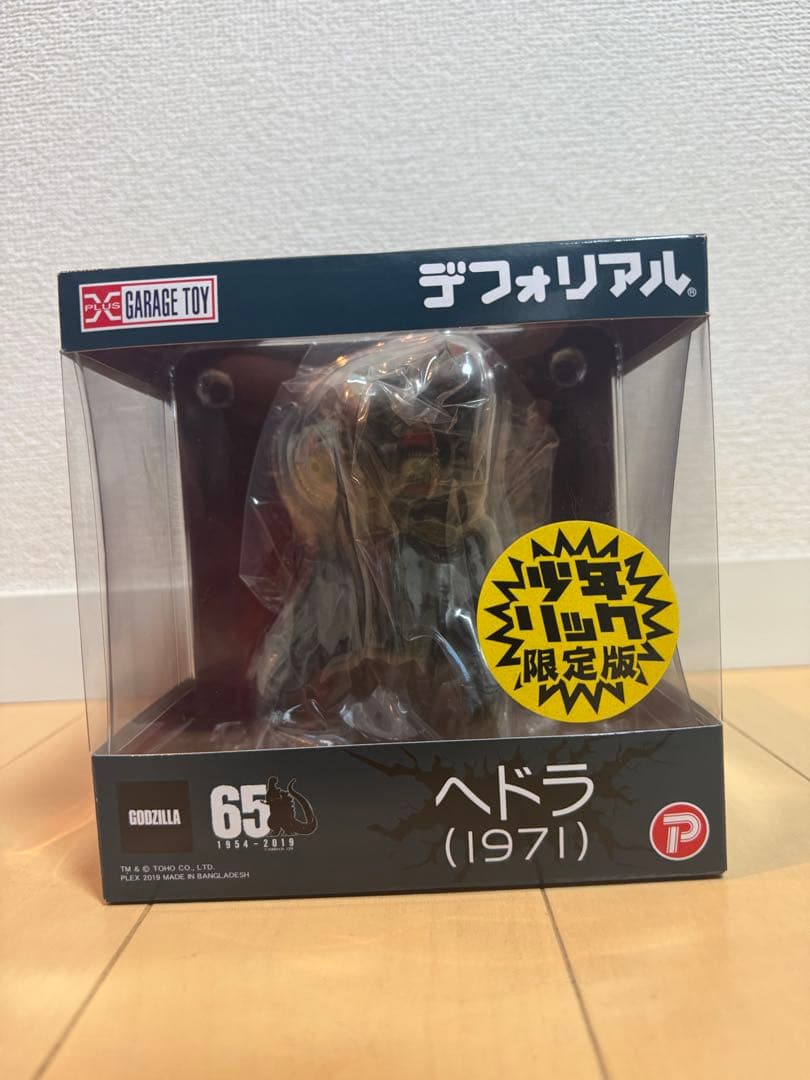 X PLUS GARAGE TOY
デフォリアル®
少年
リック
限定版
GODZILLA
65
1954-2019
ヘドラ
(1971)
P
TM & © TOHO CO., LTD.
PLEX 2019 MADE IN BANGLADESH